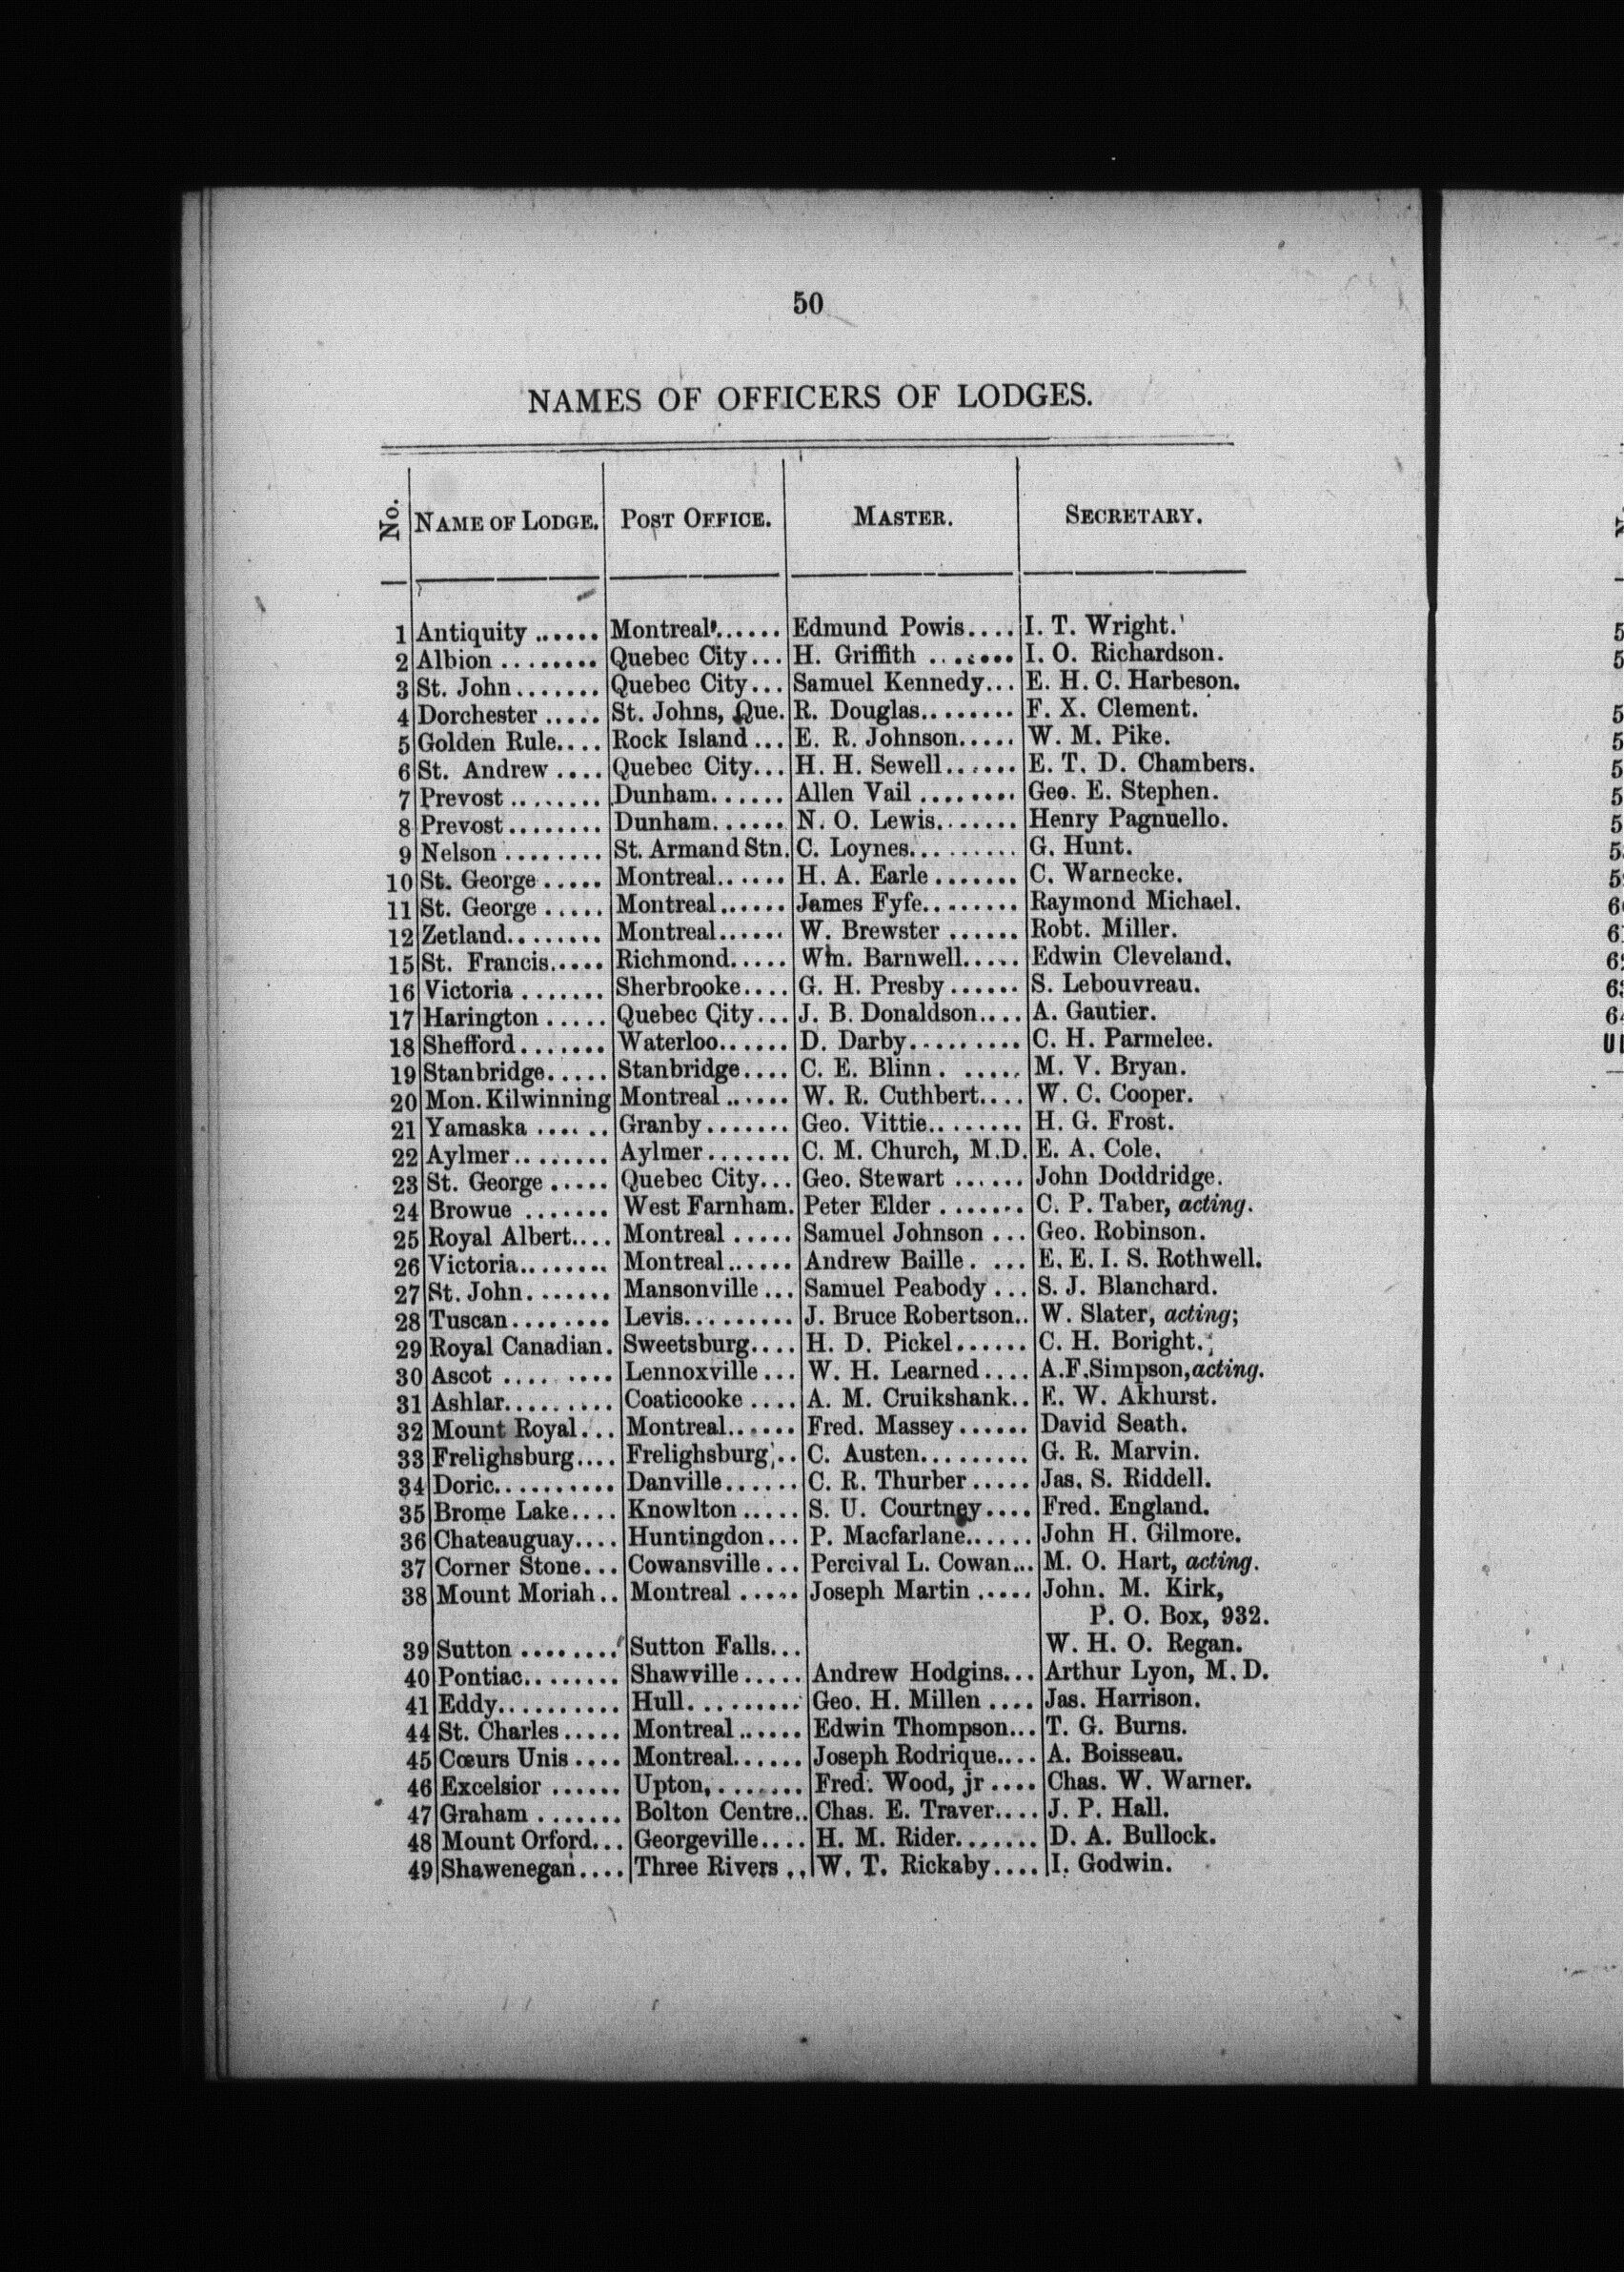 50
NAMES OF OFFICERS OF LODGES.
No. NAME OF LODGE. POST OFFICE. MASTER. SECRETARY.
1 Antiquity ...... Montreal...... Edmund Powis.... I. T. Wright.
2 Albion ........ Quebec City... H. Griffith ....... I. O. Richardson.
3 St. John....... Quebec City... Samuel Kennedy... E. H. C. Harbeson.
4 Dorchester ..... St. Johns, Que. R. Douglas........ F. X. Clement.
5 Golden Rule.... Rock Island... E. R. Johnson..... W. M. Pike.
6 St. Andrew .... Quebec City... H. H. Sewell...... E. T. D. Chambers.
7 Prevost ........ Dunham...... Allen Vail ........ Geo. E. Stephen.
8 Prevost........ Dunham...... N. O. Lewis....... Henry Pagnuello.
9 Nelson ........ St. Armand Stn. C. Loynes......... G. Hunt.
10 St. George ..... Montreal...... H. A. Earle ....... C. Warnecke.
11 St. George ..... Montreal...... James Fyfe........ Raymond Michael.
12 Zetland........ Montreal...... W. Brewster ...... Robt. Miller.
15 St. Francis..... Richmond..... Wm. Barnwell..... Edwin Cleveland.
16 Victoria ....... Sherbrooke.... G. H. Presby...... S. Lebouvreau.
17 Harington ..... Quebec City... J. B. Donaldson.... A. Gautier.
18 Shefford....... Waterloo...... D. Darby......... C. H. Parmelee.
19 Stanbridge..... Stanbridge.... C. E. Blinn. ..... M. V. Bryan.
20 Mon. Kilwinning Montreal ...... W. R. Cuthbert.... W. C. Cooper.
21 Yamaska .... .. Granby....... Geo. Vittie........ H. G. Frost.
22 Aylmer......... Aylmer....... C. M. Church, M.D. E. A. Cole.
23 St. George ..... Quebec City... Geo. Stewart ...... John Doddridge.
24 Browue ....... West Farnham. Peter Elder ....... C. P. Taber, acting.
25 Royal Albert.... Montreal ..... Samuel Johnson ... Geo. Robinson.
26 Victoria........ Montreal...... Andrew Baille. ... E. E. I. S. Rothwell.
27 St. John....... Mansonville ... Samuel Peabody ... S. J. Blanchard.
28 Tuscan........ Levis......... J. Bruce Robertson.. W. Slater, acting;
29 Royal Canadian. Sweetsburg.... H. D. Pickel...... C. H. Boright.
30 Ascot .... .... Lennoxville ... W. H. Learned.... A.F.Simpson, acting.
31 Ashlar......... Coaticooke .... A. M. Cruikshank.. E. W. Akhurst.
32 Mount Royal... Montreal...... Fred. Massey ...... David Seath.
33 Frelighsburg.... Frelighsburg... C. Austen......... G. R. Marvin.
34 Doric.......... Danville...... C. R. Thurber ..... Jas. S. Riddell.
35 Brome Lake.... Knowlton ..... S. U. Courtney.... Fred. England.
36 Chateauguay.... Huntingdon... P. Macfarlane...... John H. Gilmore.
37 Corner Stone... Cowansville ... Percival L. Cowan... M. O. Hart, acting.
38 Mount Moriah.. Montreal ..... Joseph Martin ..... John. M. Kirk,
P. O. Box, 932.
39 Sutton ........ Sutton Falls... W. H. O. Regan.
40 Pontiac........ Shawville..... Andrew Hodgins... Arthur Lyon, M. D.
41 Eddy.......... Hull......... Geo. H. Millen .... Jas. Harrison.
44 St. Charles..... Montreal...... Edwin Thompson... T. G. Burns.
45 Cœurs Unis .... Montreal...... Joseph Rodrique.... A. Boisseau.
46 Excelsior ...... Upton,....... Fred. Wood, jr .... Chas. W. Warner.
47 Graham ....... Bolton Centre.. Chas. E. Traver.... J. P. Hall.
48 Mount Orford... Georgeville.... H. M. Rider....... D. A. Bullock.
49 Shawenegan.... Three Rivers .. W. T. Rickaby.... I. Godwin.